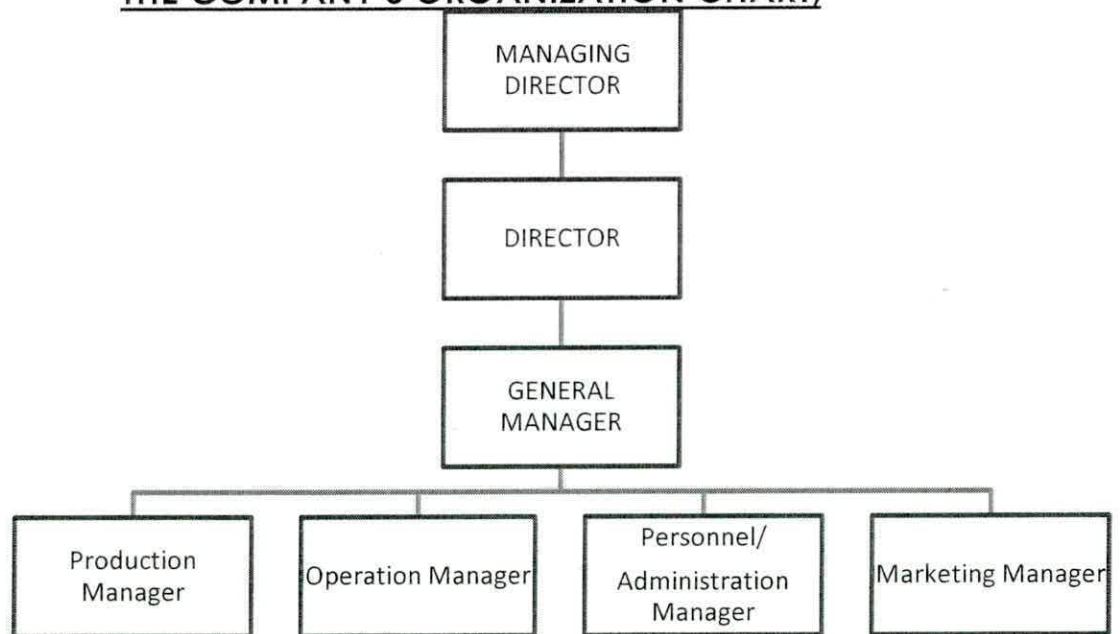 THE COMPANY'S ORGANIZATION CHART,
MANAGING
DIRECTOR
DIRECTOR
GENERAL
MANAGER
Production
Manager
Operation Manager
Personnel/
Administration
Manager
Marketing Manager